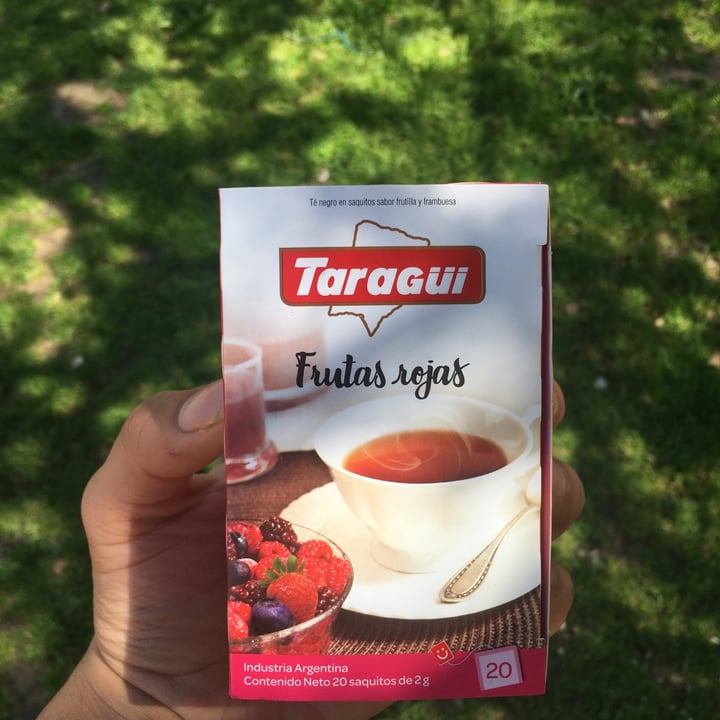 Té negro en saquitos sabor frutilla y frambuesa
Taragüi
Frutas rojas
Industria Argentina
Contenido Neto 20 saquitos de 2 g
20